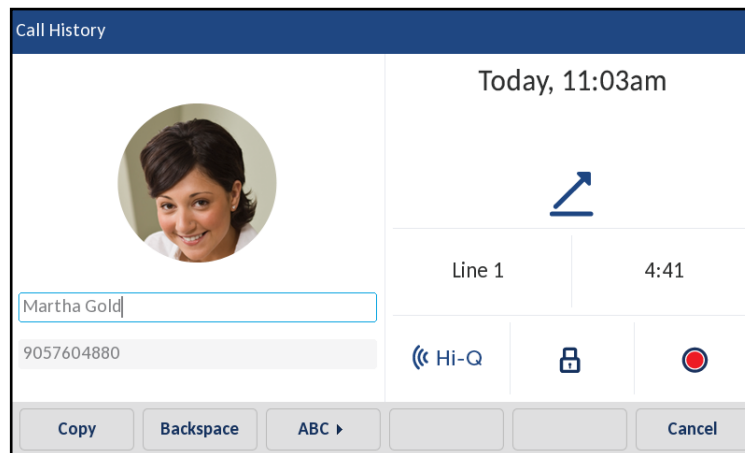 Call History
Today, 11:03am
Line 1
4:41
Martha Gold
9057604880
Hi-Q
Copy
Backspace
ABC
Cancel